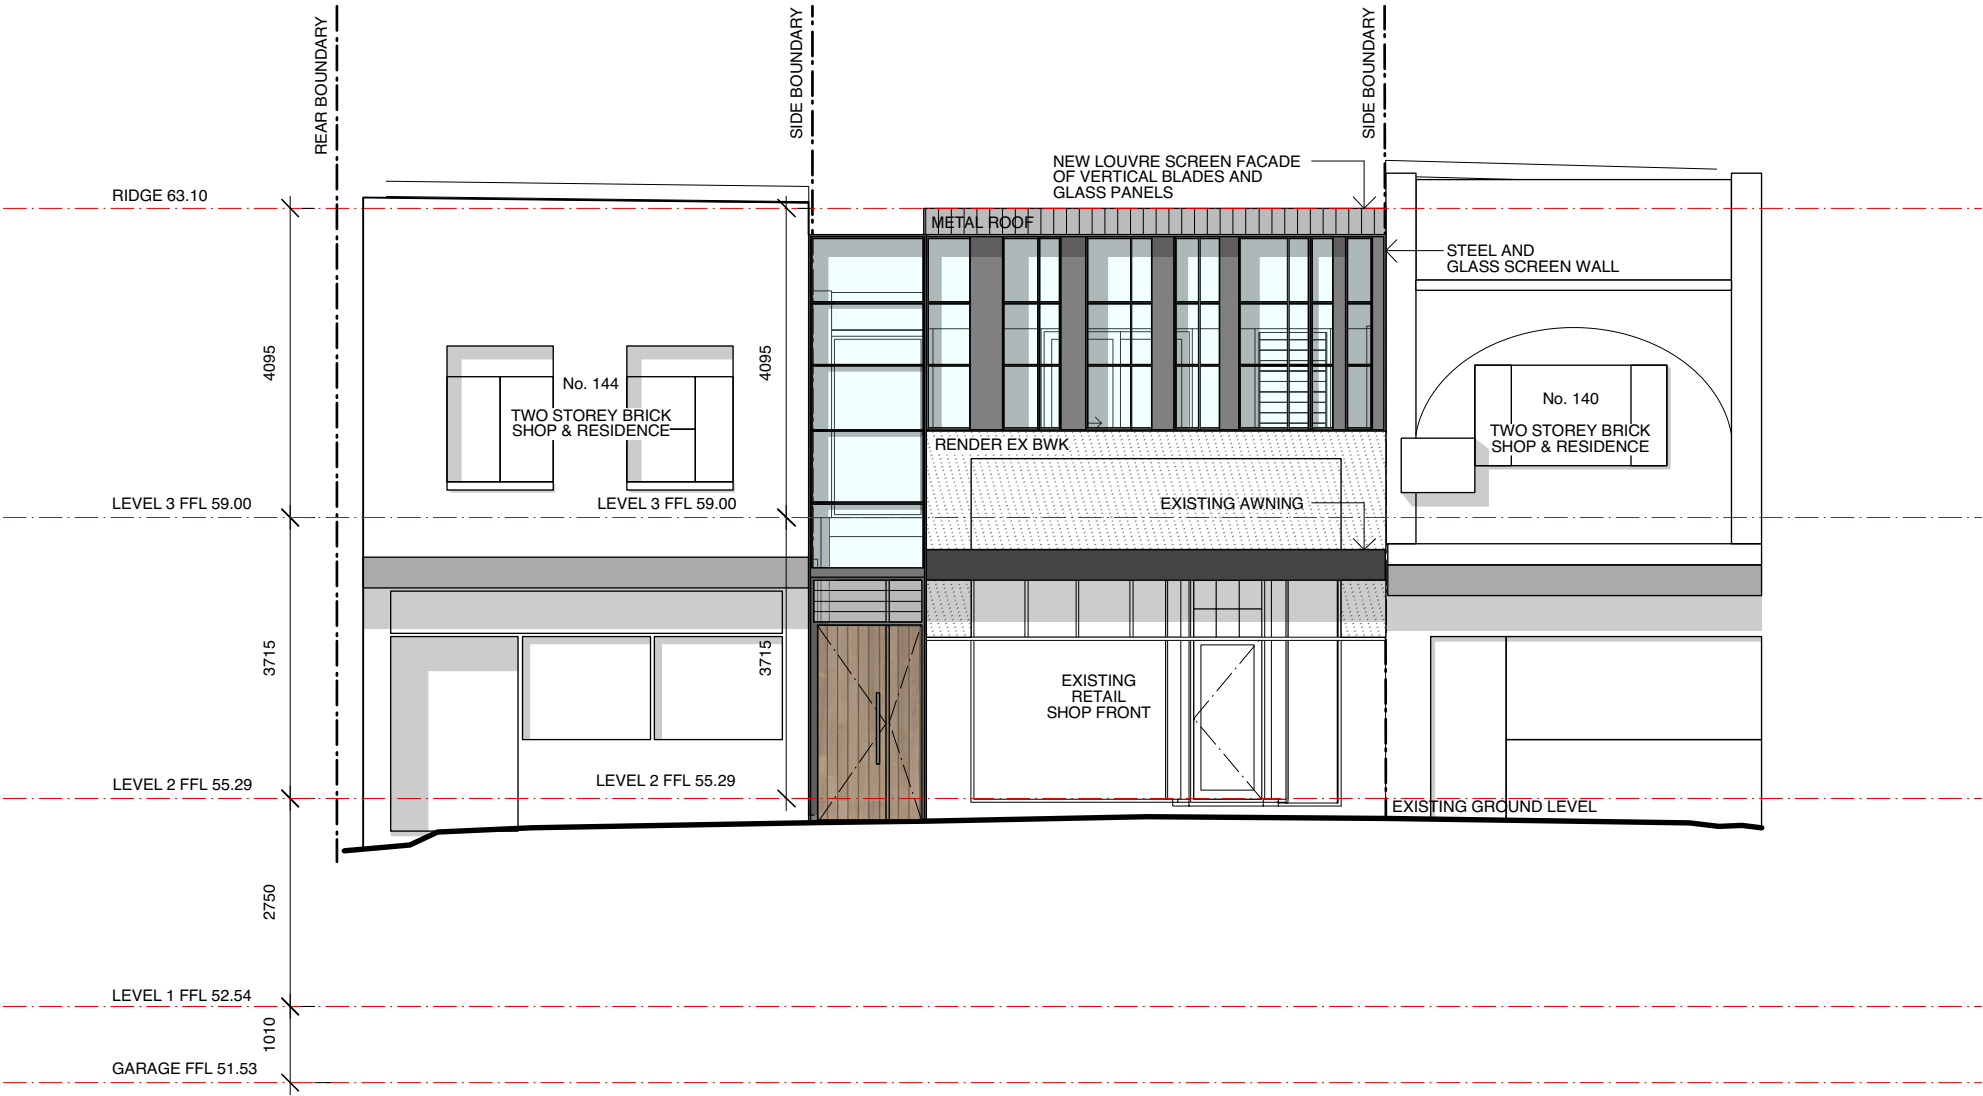 REAR BOUNDARY
SIDE BOUNDARY
SIDE BOUNDARY
NEW LOUVRE SCREEN FACADE
OF VERTICAL BLADES AND
GLASS PANELS
RIDGE 63.10
METAL ROOF
STEEL AND
GLASS SCREEN WALL
4095
4095
No. 144
TWO STOREY BRICK
SHOP & RESIDENCE
No. 140
TWO STOREY BRICK
SHOP & RESIDENCE
RENDER EX BWK
LEVEL 3 FFL 59.00
LEVEL 3 FFL 59.00
EXISTING AWNING
3715
3715
EXISTING
RETAIL
SHOP FRONT
LEVEL 2 FFL 55.29
LEVEL 2 FFL 55.29
EXISTING GROUND LEVEL
2750
LEVEL 1 FFL 52.54
1010
GARAGE FFL 51.53